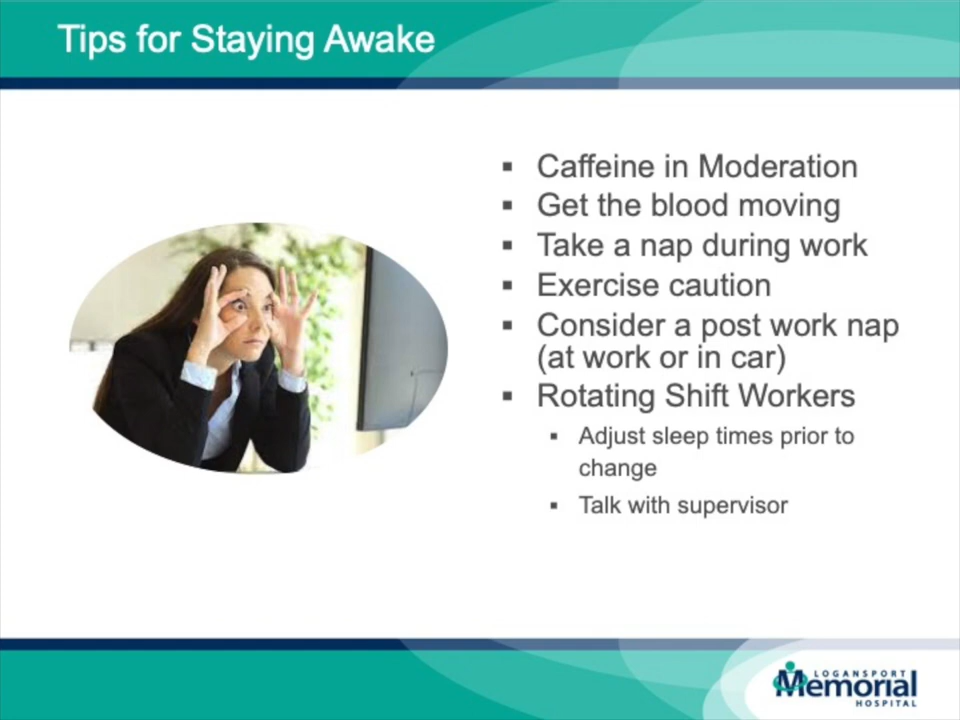 Tips for Staying Awake
▪ Caffeine in Moderation
▪ Get the blood moving
▪ Take a nap during work
▪ Exercise caution
▪ Consider a post work nap
(at work or in car)
▪ Rotating Shift Workers
▪ Adjust sleep times prior to
change
▪ Talk with supervisor
LOGANSPORT
Memorial
HOSPITAL